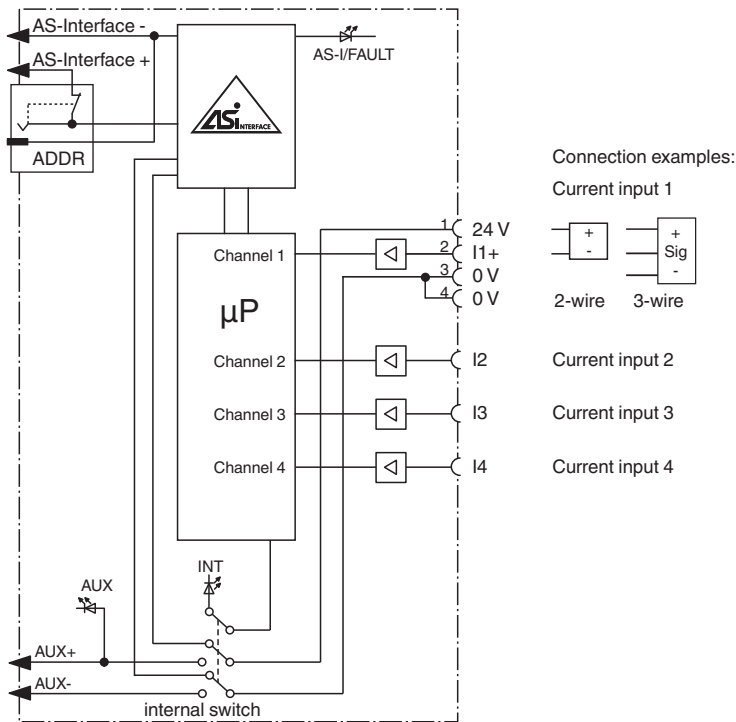 AS-Interface -
AS-Interface +
AS-I/FAULT
ASi INTERFACE
ADDR
Connection examples:
Current input 1
1 24 V
2 I1+
3 0 V
4 0 V
+
-
+
Sig
-
2-wire 3-wire
Channel 1
µP
Channel 2
I2 Current input 2
Channel 3
I3 Current input 3
Channel 4
I4 Current input 4
INT
AUX
AUX+
AUX-
internal switch